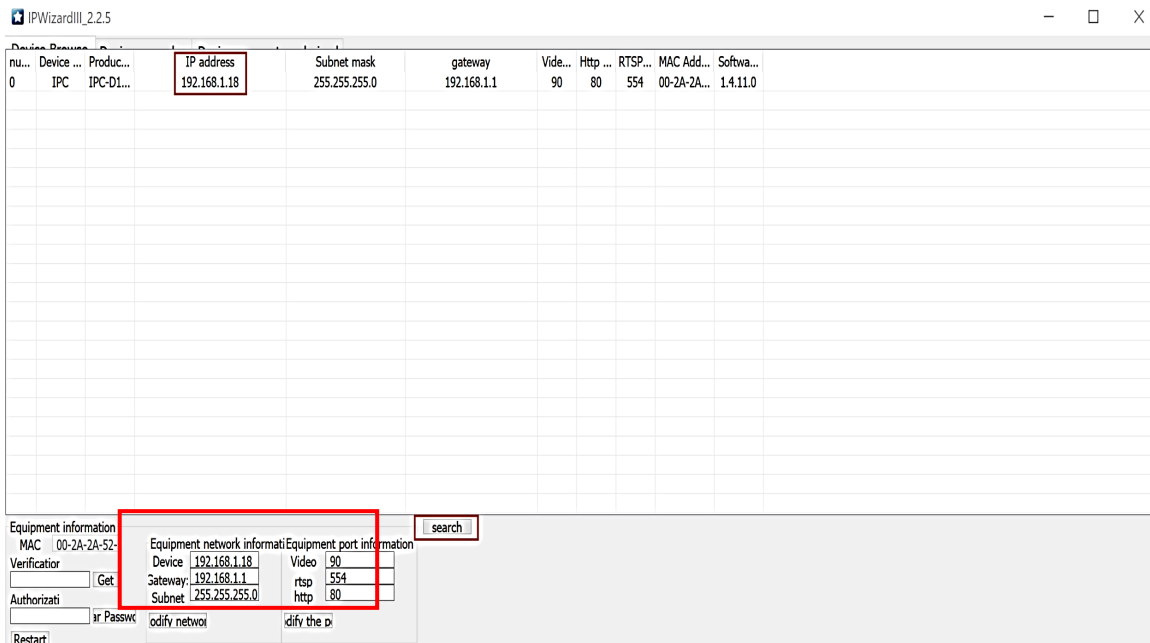 IPWizardIII_2.2.5
Device Browse
nu... Device ... Produc... IP address Subnet mask gateway Vide... Http ... RTSP... MAC Add... Softwa...
0 IPC IPC-D1... 192.168.1.18 255.255.255.0 192.168.1.1 90 80 554 00-2A-2A... 1.4.11.0
search
Equipment information
MAC 00-2A-2A-52-
Equipment network informati Equipment port information
Verificatior
Device 192.168.1.18 Video 90
Get
Gateway: 192.168.1.1 rtsp 554
Authorizati
Subnet 255.255.255.0 http 80
ar Passwo odify networ dify the p
Restart